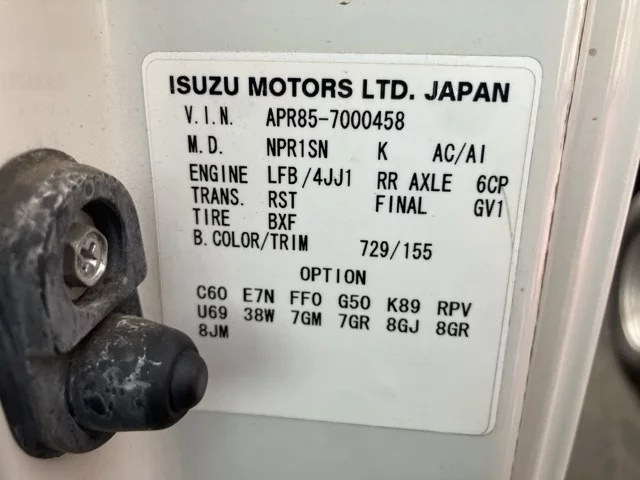 ISUZU MOTORS LTD. JAPAN
V.I.N. APR85-7000458
M.D. NPR1SN K AC/AI
ENGINE LFB/4JJ1 RR AXLE 6CP
TRANS. RST FINAL GV1
TIRE BXF
B.COLOR/TRIM 729/155
OPTION
C60 E7N FF0 G50 K89 RPV
U69 38W 7GM 7GR 8GJ 8GR
8JM